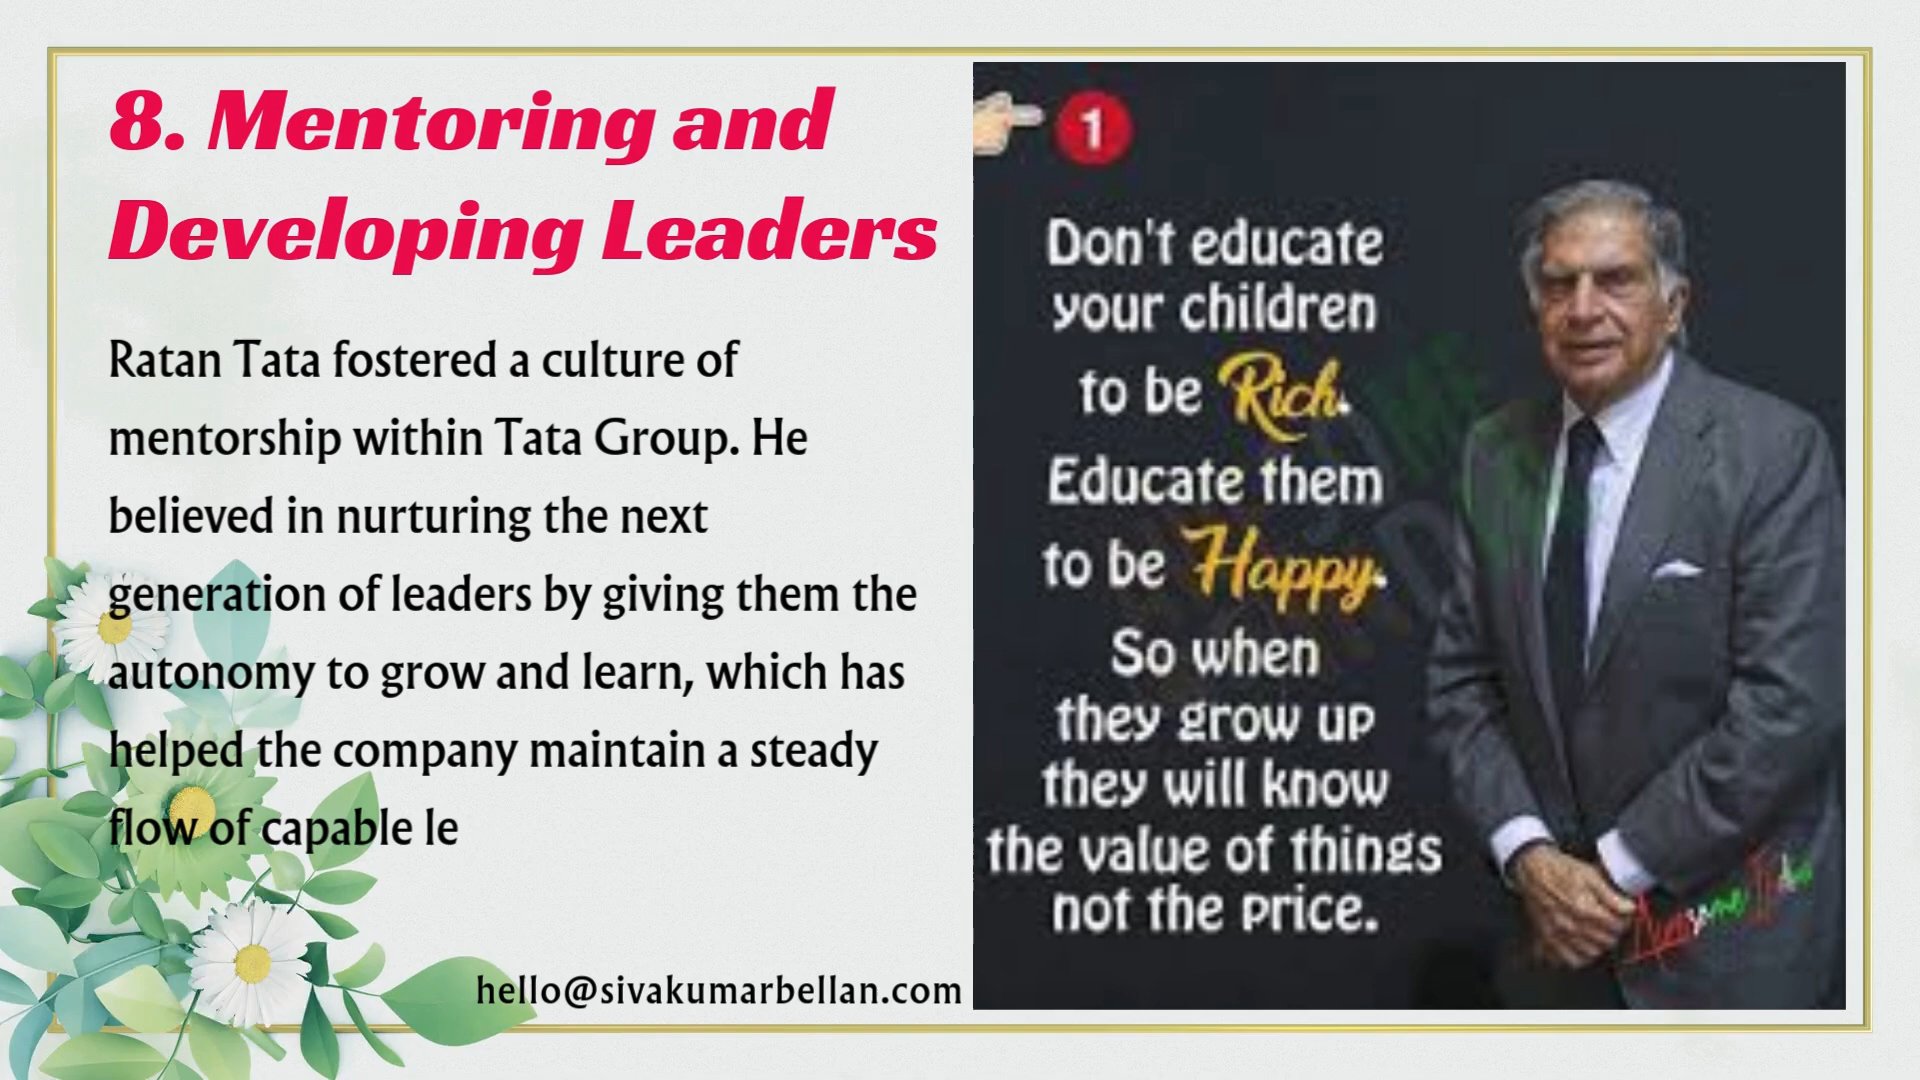 8. Mentoring and
Developing Leaders
Ratan Tata fostered a culture of
mentorship within Tata Group. He
believed in nurturing the next
generation of leaders by giving them the
autonomy to grow and learn, which has
helped the company maintain a steady
flow of capable le
hello@sivakumarbellan.com
1
Don't educate
your children
to be Rich.
Educate them
to be Happy.
So when
they grow up
they will know
the value of things
not the price.